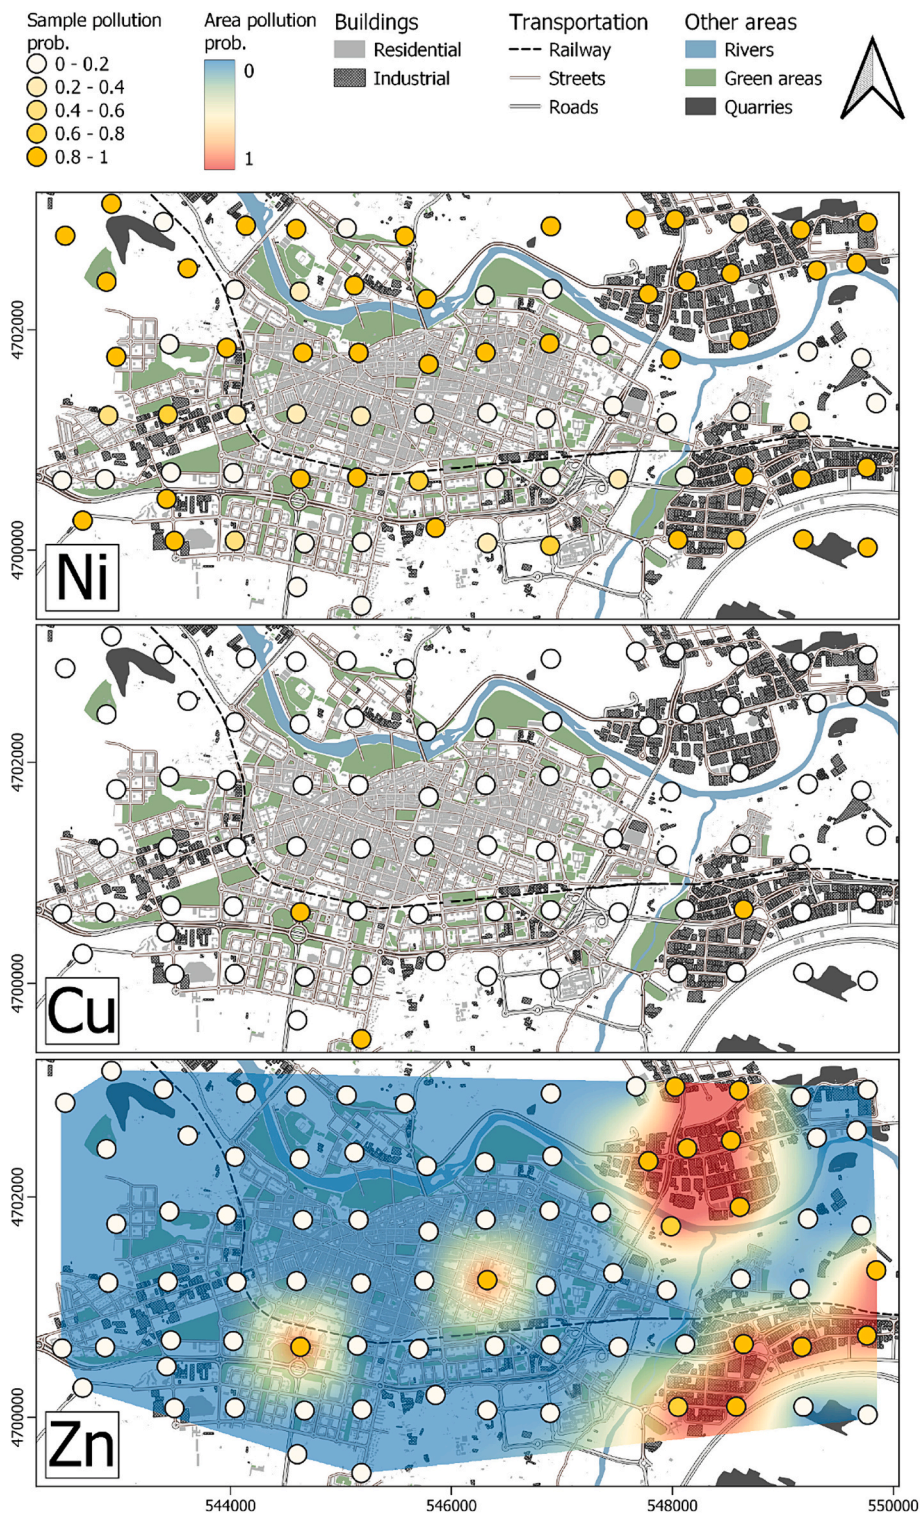 Sample pollution prob.
0 - 0.2
0.2 - 0.4
0.4 - 0.6
0.6 - 0.8
0.8 - 1
Area pollution prob.
0
1
Buildings
Residential
Industrial
Transportation
Railway
Streets
Roads
Other areas
Rivers
Green areas
Quarries
4702000
4700000
Ni
4702000
4700000
Cu
4702000
4700000
Zn
544000
546000
548000
550000